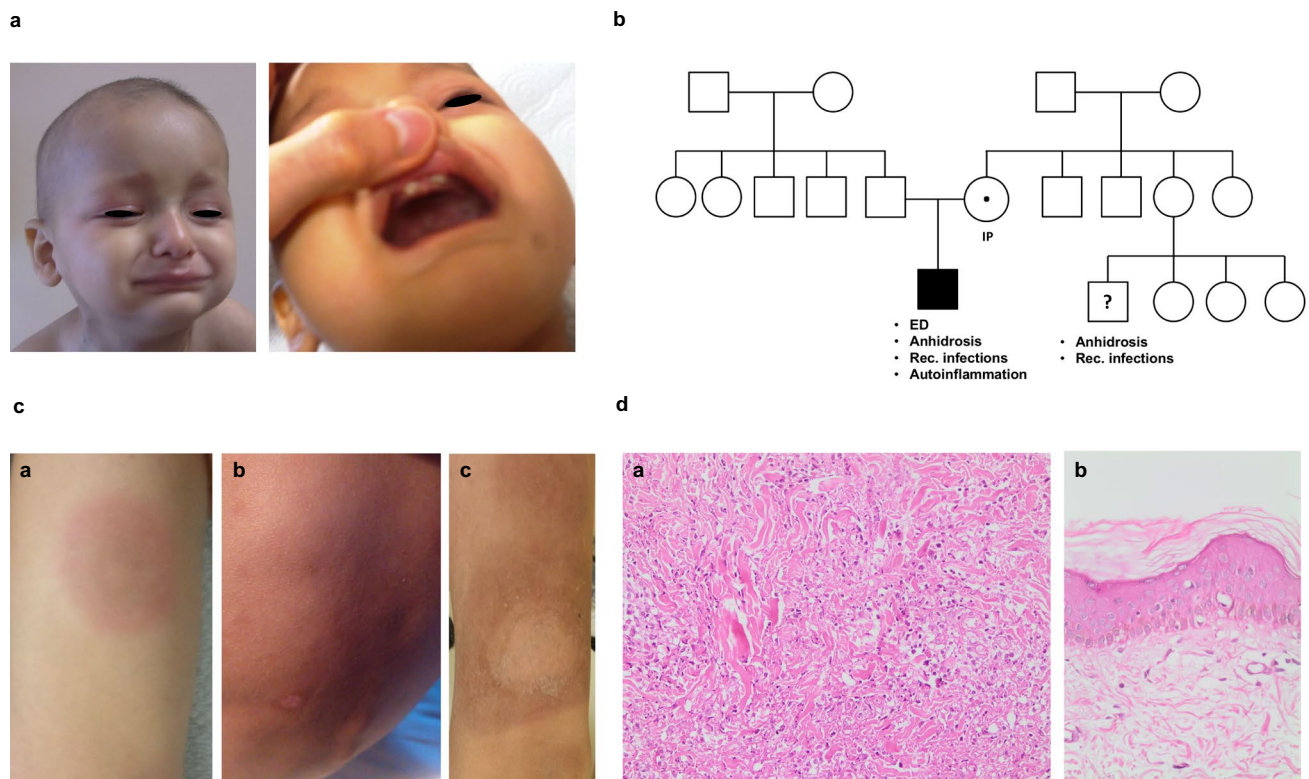 a
b
IP
?
• ED
• Anhidrosis
• Rec. infections
• Autoinflammation
• Anhidrosis
• Rec. infections
c
d
a
b
c
a
b